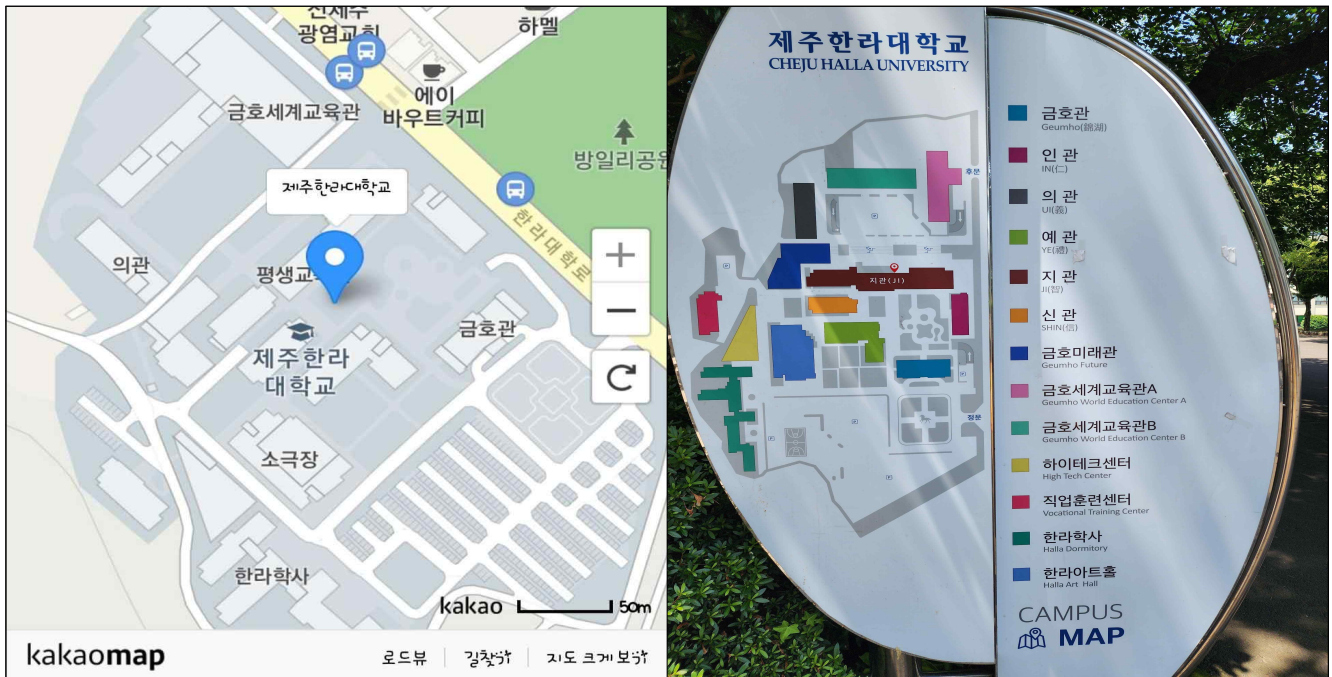 신제주
광염교회
하멜
에이
바우트커피
금호세계교육관
방일리공원
제주한라대학교
한라대학로
의관
평생교
금호관
제주한라
대학교
소극장
한라학사
kakao
50m
kakaomap
로드뷰
길찾기
지도 크게 보기
제주한라대학교
CHEJU HALLA UNIVERSITY
후문
지관(JI)
정문
금호관
Geumho(錦湖)
인 관
IN(仁)
의 관
UI(義)
예 관
YE(禮)
지 관
JI(智)
신 관
SHIN(信)
금호미래관
Geumho Future
금호세계교육관A
Geumho World Education Center A
금호세계교육관B
Geumho World Education Center B
하이테크센터
High Tech Center
직업훈련센터
Vocational Training Center
한라학사
Halla Dormitory
한라아트홀
Halla Art Hall
CAMPUS
MAP